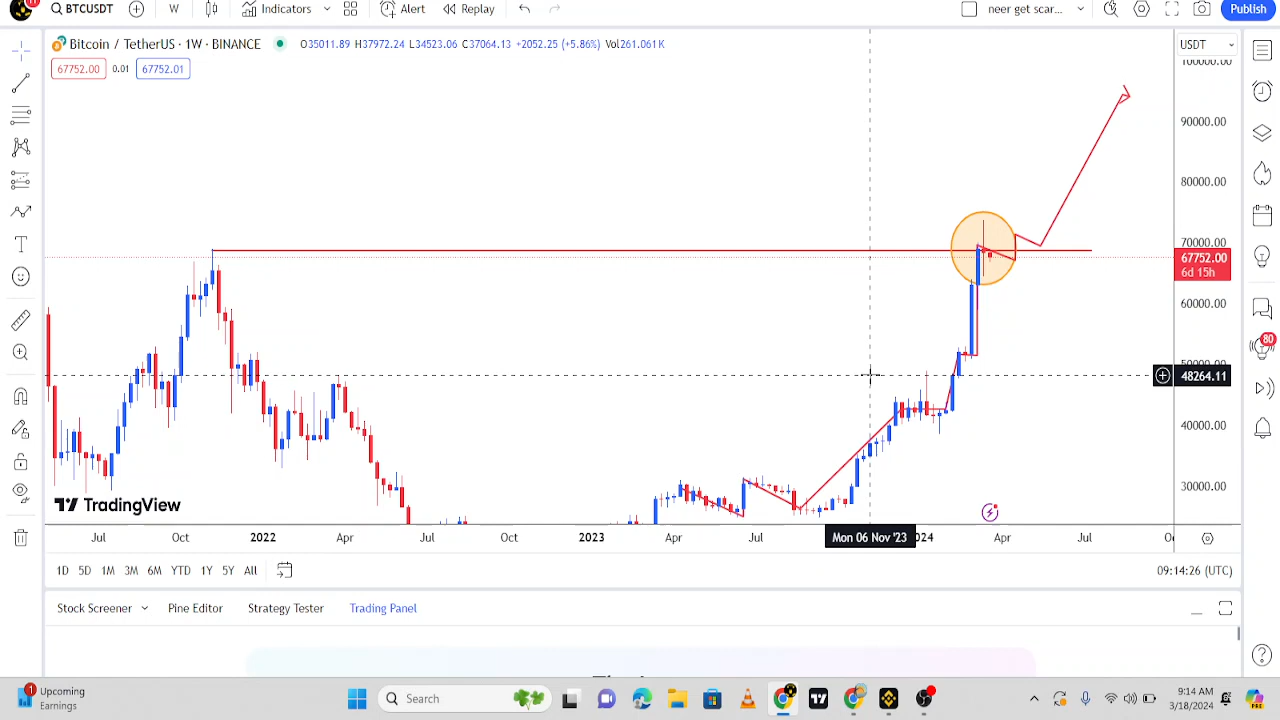 11
BTCUSDT
W
Indicators
Alert
Replay
neer get scar...
Publish
Bitcoin / TetherUS · 1W · BINANCE
O35011.89 H37972.24 L34523.06 C37064.13 +2052.25 (+5.86%) Vol261.061K
USDT
67752.00 0.01 67752.01
100000.00
90000.00
80000.00
70000.00
67752.00
6d 15h
60000.00
50000.00
48264.11
40000.00
30000.00
80
TradingView
Jul
Oct
2022
Apr
Jul
Oct
2023
Apr
Jul
Mon 06 Nov '23
2024
Apr
Jul
1D 5D 1M 3M 6M YTD 1Y 5Y All
09:14:26 (UTC)
Stock Screener
Pine Editor
Strategy Tester
Trading Panel
1
Upcoming
Earnings
Search
9:14 AM
3/18/2024